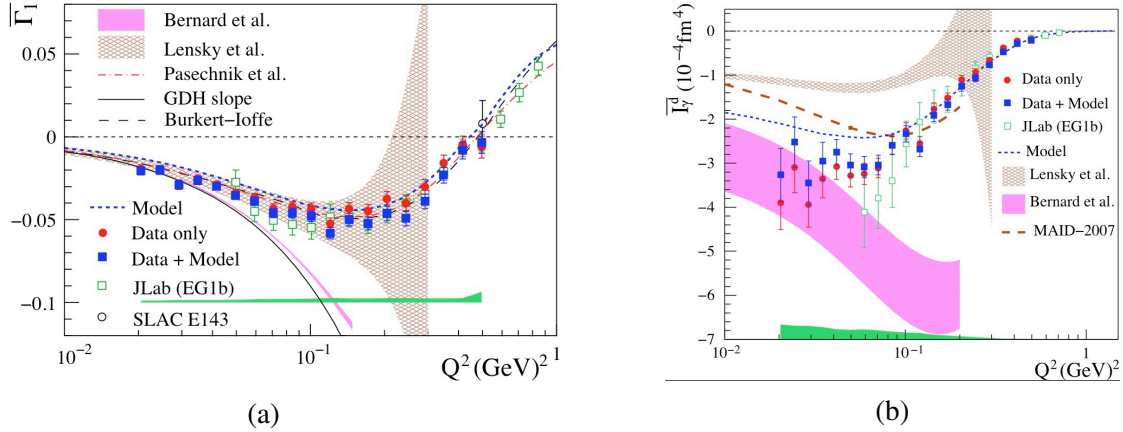 Γ̄₁
0.05
0
−0.05
−0.1
Bernard et al.
Lensky et al.
Pasechnik et al.
GDH slope
Burkert−Ioffe
Model
Data only
Data + Model
JLab (EG1b)
SLAC E143
10⁻²
10⁻¹
1
Q² (GeV)²
(a)
Γ̄ᵈᵧ (10⁻⁴fm⁴)
0
−1
−2
−3
−4
−5
−6
−7
Data only
Data + Model
JLab (EG1b)
Model
Lensky et al.
Bernard et al.
MAID−2007
10⁻²
10⁻¹
1
Q² (GeV)²
(b)